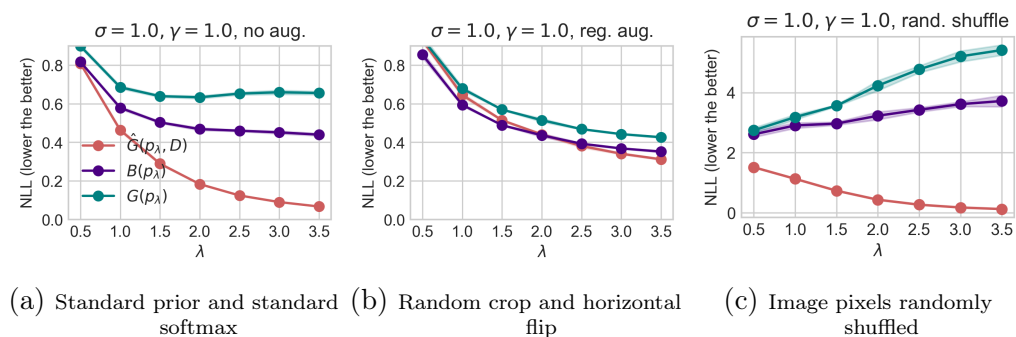 σ = 1.0, γ = 1.0, no aug.
NLL (lower the better)
0.8
0.6
0.4
0.2
0.0
Ĝ(pλ, D)
B(pλ)
G(pλ)
0.5 1.0 1.5 2.0 2.5 3.0 3.5
λ
(a) Standard prior and standard
softmax
σ = 1.0, γ = 1.0, reg. aug.
NLL (lower the better)
0.8
0.6
0.4
0.2
0.0
0.5 1.0 1.5 2.0 2.5 3.0 3.5
λ
(b) Random crop and horizontal
flip
σ = 1.0, γ = 1.0, rand. shuffle
NLL (lower the better)
4
2
0
0.5 1.0 1.5 2.0 2.5 3.0 3.5
λ
(c) Image pixels randomly
shuffled